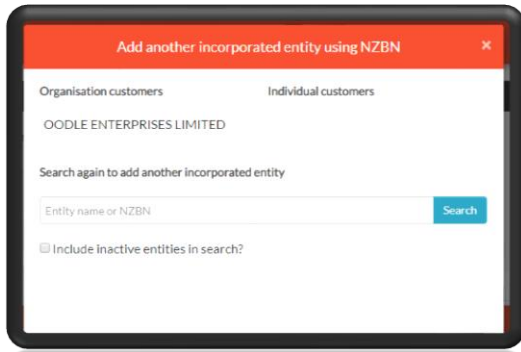 Add another incorporated entity using NZBN ×
Organisation customers Individual customers
OODLE ENTERPRISES LIMITED
Search again to add another incorporated entity
Entity name or NZBN Search
Include inactive entities in search?